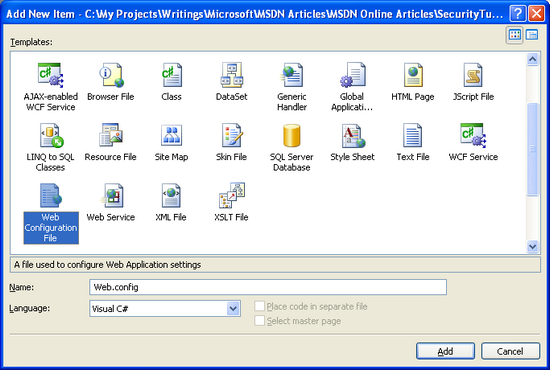 Add New Item - C:\My Projects\Writings\Microsoft\MSDN Articles\MSDN Online Articles\SecurityTu...
Templates:
AJAX-enabled WCF Service
Browser File
Class
DataSet
Generic Handler
Global Applicati...
HTML Page
JScript File
LINQ to SQL Classes
Resource File
Site Map
Skin File
SQL Server Database
Style Sheet
Text File
WCF Service
Web Configuration File
Web Service
XML File
XSLT File
A file used to configure Web Application settings
Name:
Web.config
Language:
Visual C#
Place code in separate file
Select master page
Add
Cancel